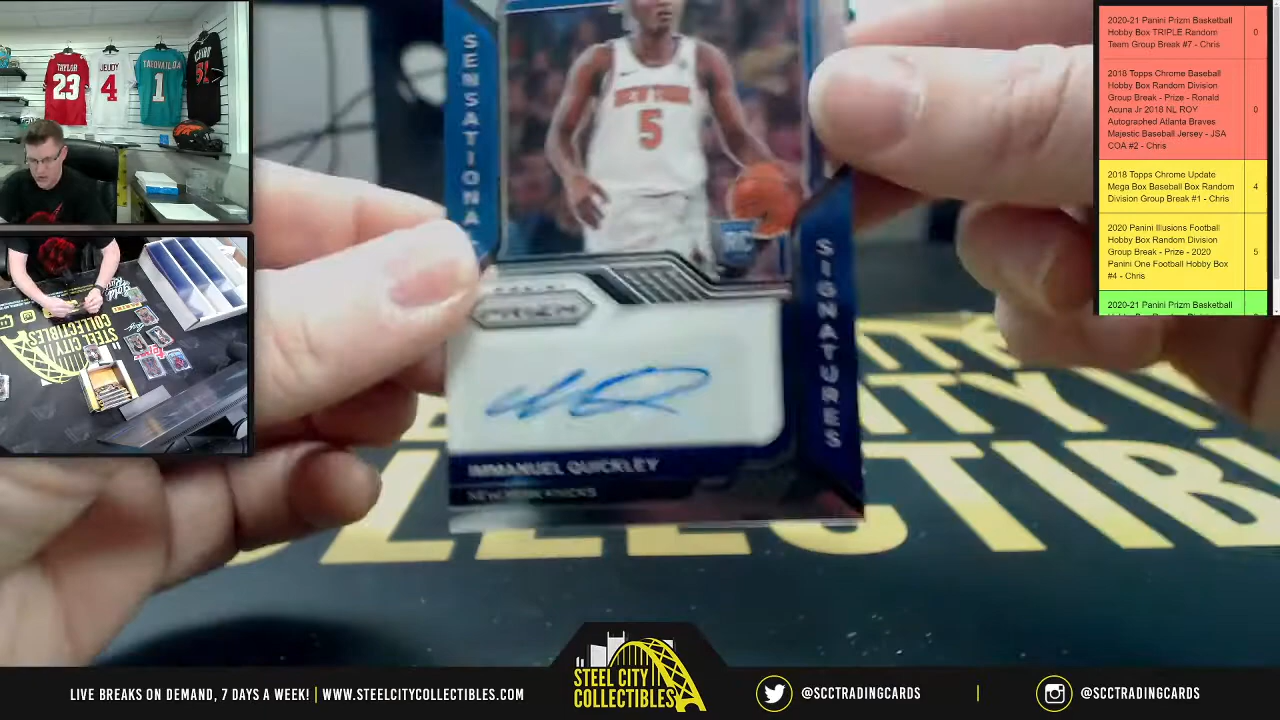 TAYLOR
23
JEUDY
4
TAGOVAILOA
1
51
STEEL CITY
COLLECTIBLES
SENSATIONAL
NEW YORK
5
RC
PRIZM
SIGNATURES
IMMANUEL QUICKLEY
NEW YORK KNICKS
2020-21 Panini Prizm Basketball
Hobby Box TRIPLE Random
Team Group Break #7 - Chris
0
2018 Topps Chrome Baseball
Hobby Box Random Division
Group Break - Prize - Ronald
Acuna Jr 2018 NL ROY
Autographed Atlanta Braves
Majestic Baseball Jersey - JSA
COA #2 - Chris
0
2018 Topps Chrome Update
Mega Box Baseball Box Random
Division Group Break #1 - Chris
4
2020 Panini Illusions Football
Hobby Box Random Division
Group Break - Prize - 2020
Panini One Football Hobby Box
#4 - Chris
5
2020-21 Panini Prizm Basketball
LIVE BREAKS ON DEMAND, 7 DAYS A WEEK! | WWW.STEELCITYCOLLECTIBLES.COM
STEEL CITY
COLLECTIBLES
@SCCTRADINGCARDS | @SCCTRADINGCARDS